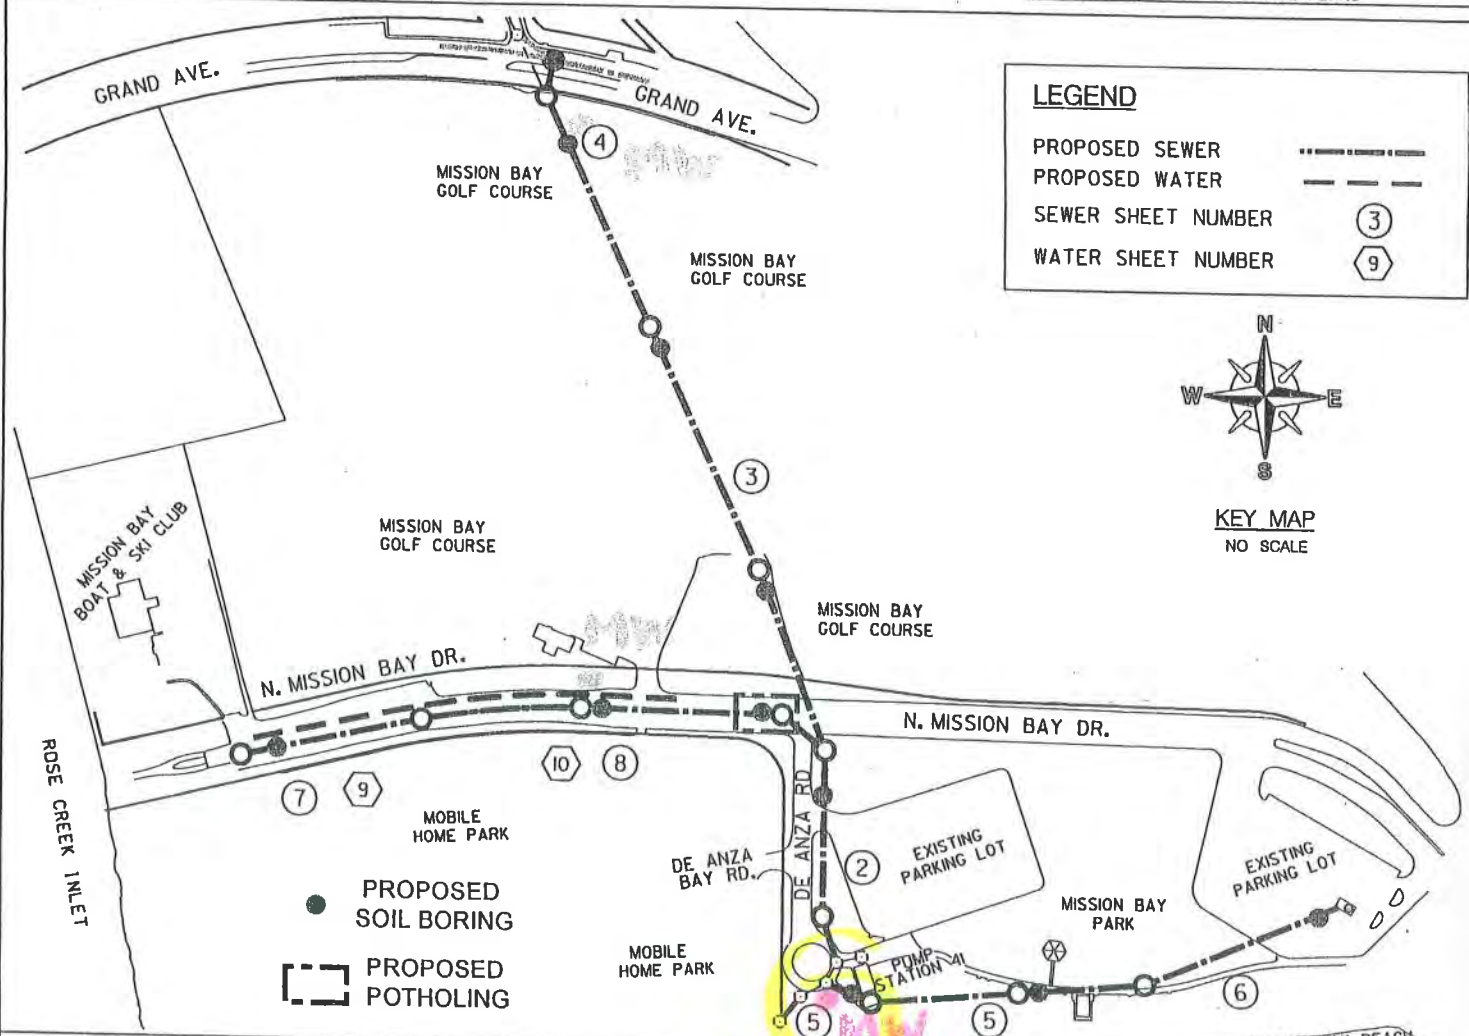 GRAND AVE.
GRAND AVE.
4
MISSION BAY
GOLF COURSE
MISSION BAY
GOLF COURSE
LEGEND
PROPOSED SEWER
PROPOSED WATER
SEWER SHEET NUMBER
3
WATER SHEET NUMBER
9
N
W
E
S
KEY MAP
NO SCALE
3
MISSION BAY
BOAT & SKI CLUB
MISSION BAY
GOLF COURSE
MISSION BAY
GOLF COURSE
N. MISSION BAY DR.
N. MISSION BAY DR.
ROSE CREEK INLET
7
9
10
8
MOBILE
HOME PARK
DE ANZA
BAY RD.
DE ANZA RD
2
EXISTING
PARKING LOT
EXISTING
PARKING LOT
MISSION BAY
PARK
PROPOSED
SOIL BORING
PROPOSED
POTHOLING
MOBILE
HOME PARK
PUMP
STATION 41
5
5
6